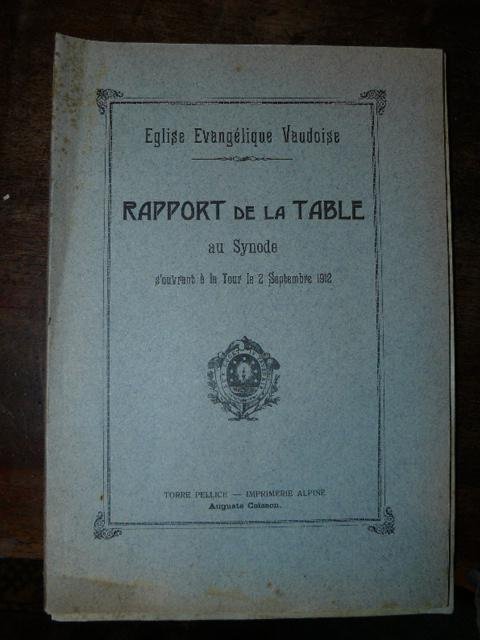 Eglise Evangélique Vaudoise
RAPPORT DE LA TABLE
au Synode
s'ouvrant à la Tour le 2 Septembre 1912
TORRE PELLICE — IMPRIMERIE ALPINE
Auguste Coisson.